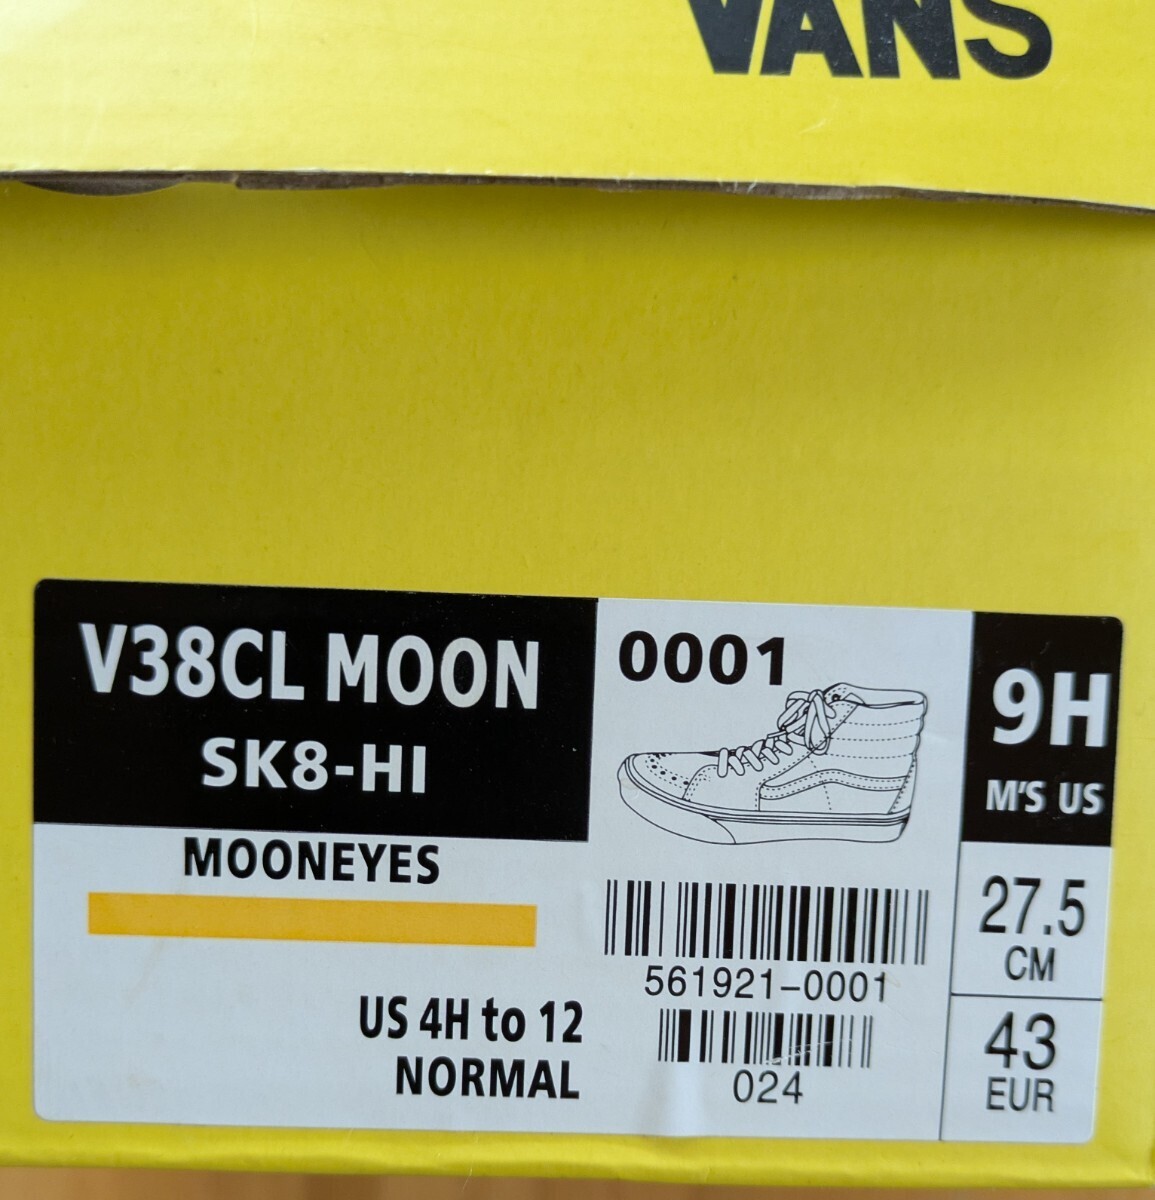 VANS
V38CL MOON
SK8-HI
MOONEYES
US 4H to 12
NORMAL
0001
561921-0001
024
9H
M'S US
27.5
CM
43
EUR